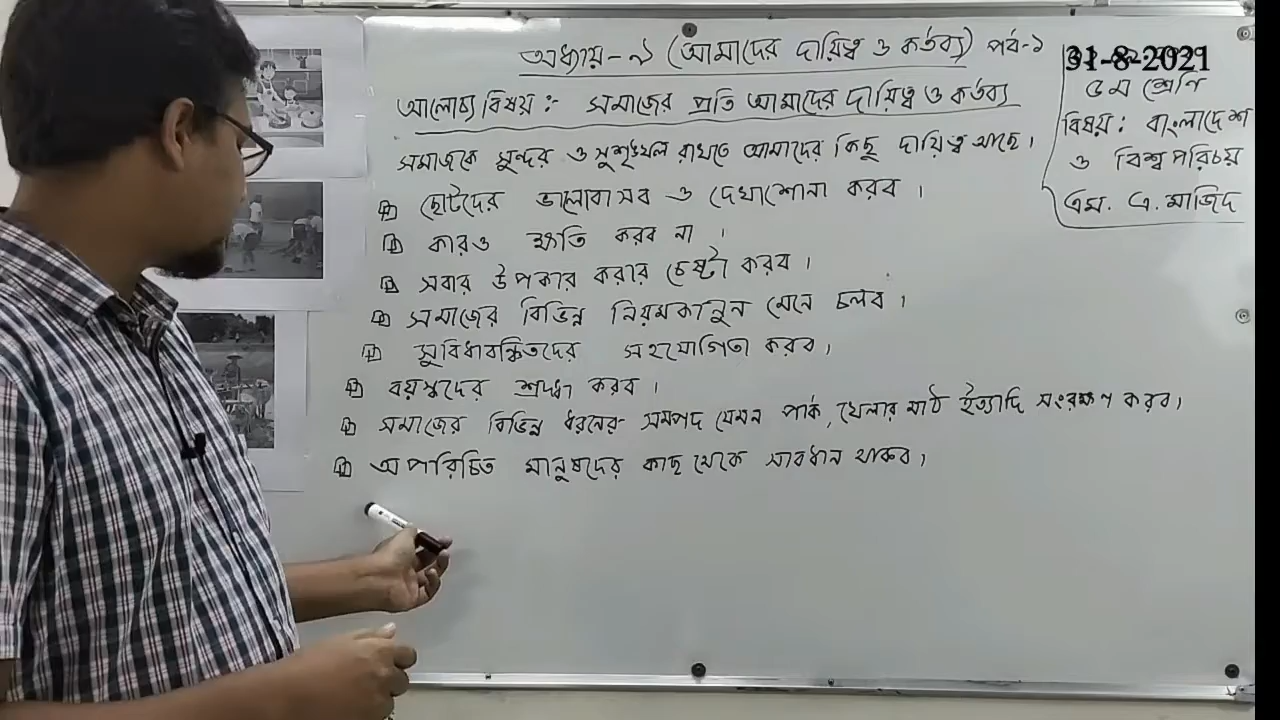 অধ্যায়-৯ (আমাদের দায়িত্ব ও কর্তব্য) পর্ব-১
আলোচ্য বিষয়ঃ- সমাজের প্রতি আমাদের দায়িত্ব ও কর্তব্য
সমাজকে সুন্দর ও সুশৃঙ্খল রাখতে আমাদের কিছু দায়িত্ব আছে।
ছোটদের ভালোবাসব ও দেখাশোনা করব।
কারও ক্ষতি করব না।
সবার উপকার করার চেষ্টা করব।
সমাজের বিভিন্ন নিয়মকানুন মেনে চলব।
সুবিধাবঞ্চিতদের সহযোগিতা করব।
বয়স্কদের শ্রদ্ধা করব।
সমাজের বিভিন্ন ধরনের সম্পদ যেমন পার্ক, খেলার মাঠ ইত্যাদি সংরক্ষণ করব।
অপরিচিত মানুষদের কাছ থেকে সাবধান থাকব।
31-8-2021
৫ম শ্রেণি
বিষয়ঃ বাংলাদেশ
ও বিশ্বপরিচয়
এম. এ. মাজিদ